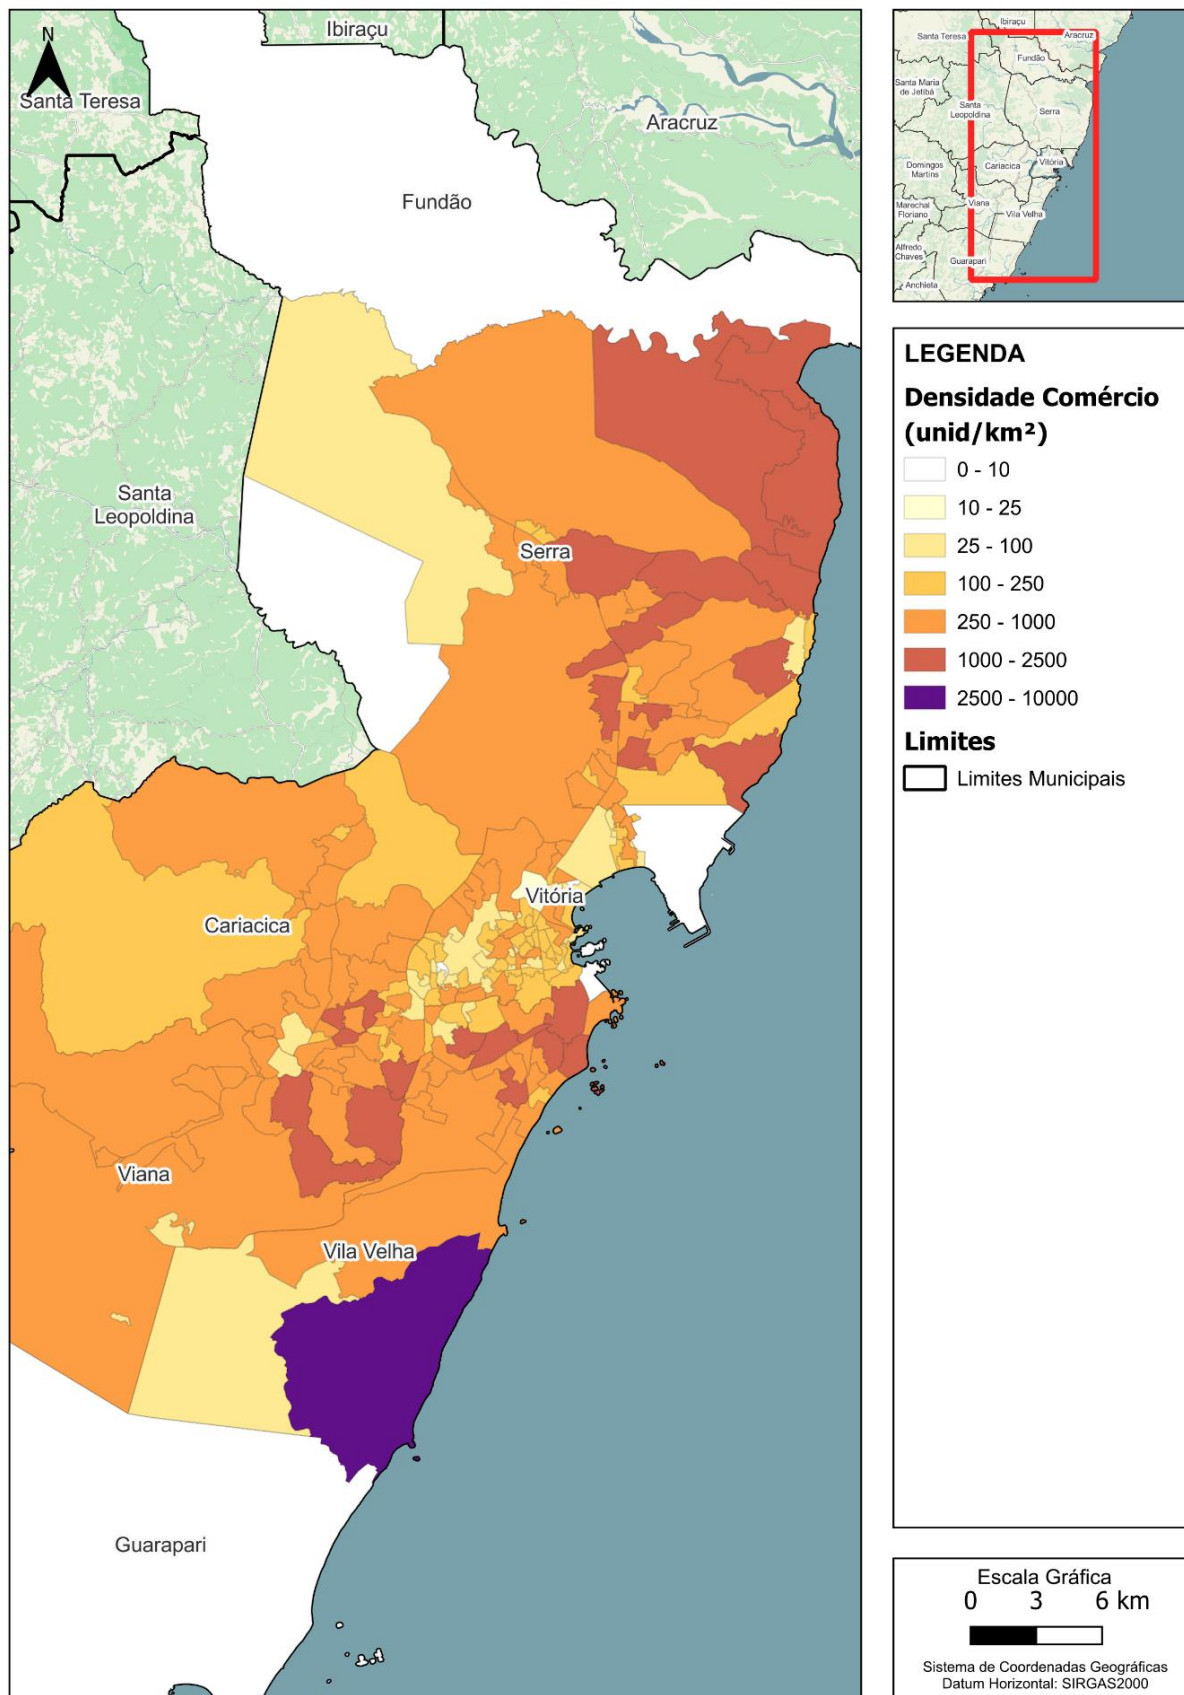 N
Ibiraçu
Santa Teresa
Aracruz
Fundão
Santa
Leopoldina
Serra
Vitória
Cariacica
Viana
Vila Velha
Guarapari
Ibiraçu
Santa Teresa
Aracruz
Fundão
Santa Maria
de Jetibá
Santa
Leopoldina
Serra
Domingos
Martins
Cariacica
Vitória
Marechal
Floriano
Viana
Vila Velha
Alfredo
Chaves
Guarapari
Anchieta
LEGENDA
Densidade Comércio
(unid/km²)
0 - 10
10 - 25
25 - 100
100 - 250
250 - 1000
1000 - 2500
2500 - 10000
Limites
Limites Municipais
Escala Gráfica
0 3 6 km
Sistema de Coordenadas Geográficas
Datum Horizontal: SIRGAS2000